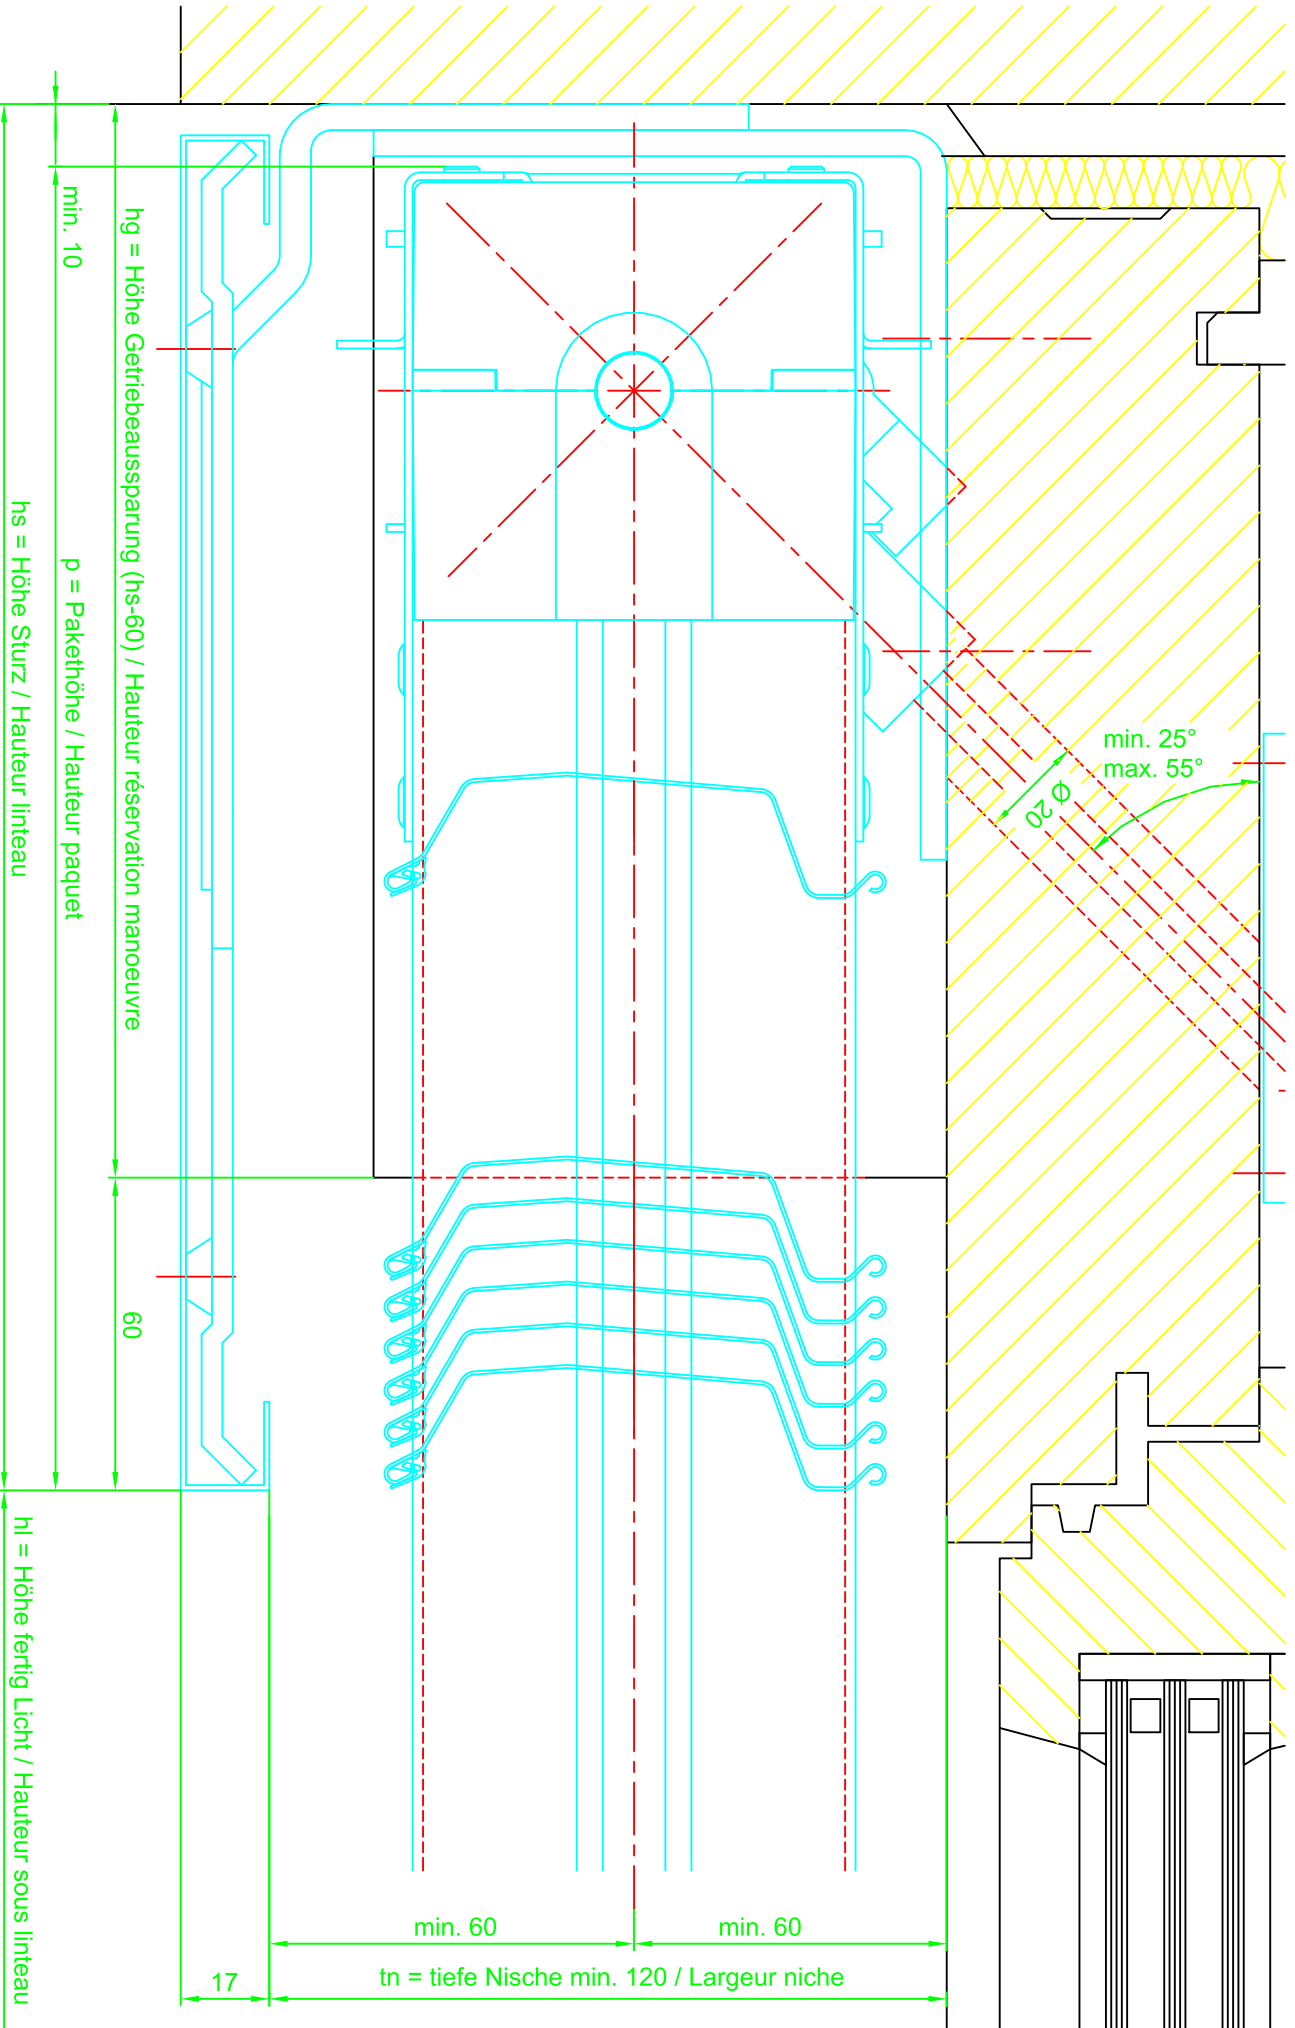 min. 10
hg = Höhe Getriebeaussparung (hs-60) / Hauteur réservation manoeuvre
p = Pakethöhe / Hauteur paquet
hs = Höhe Sturz / Hauteur linteau
min. 25°
max. 55°
Ø 20
60
hl = Höhe fertig Licht / Hauteur sous linteau
min. 60
min. 60
tn = tiefe Nische min. 120 / Largeur niche
17